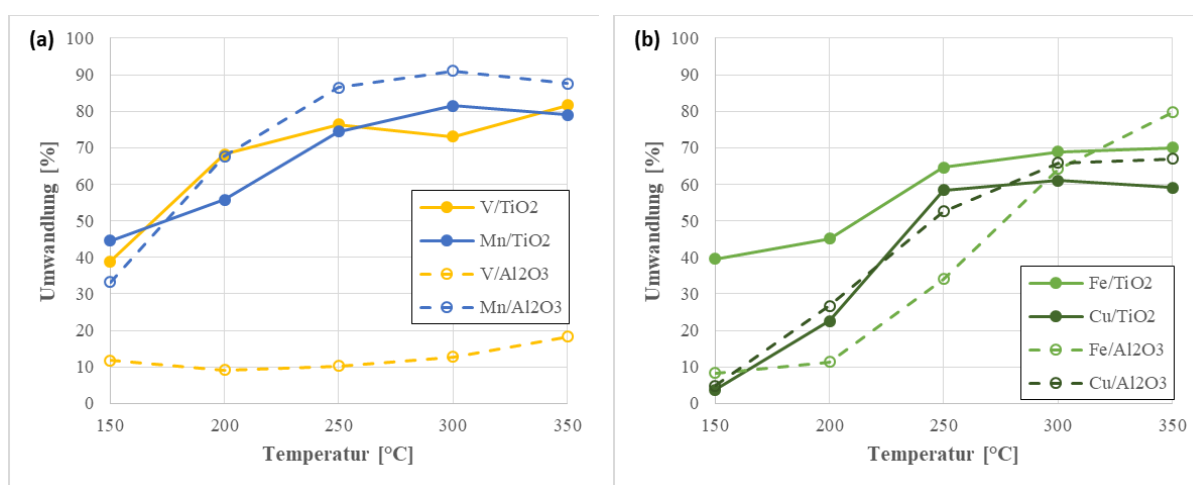 (a)
100
90
80
70
60
50
40
30
20
10
0
Umwandlung [%]
150 200 250 300 350
Temperatur [°C]
V/TiO2
Mn/TiO2
V/Al2O3
Mn/Al2O3
(b)
100
90
80
70
60
50
40
30
20
10
0
Umwandlung [%]
150 200 250 300 350
Temperatur [°C]
Fe/TiO2
Cu/TiO2
Fe/Al2O3
Cu/Al2O3